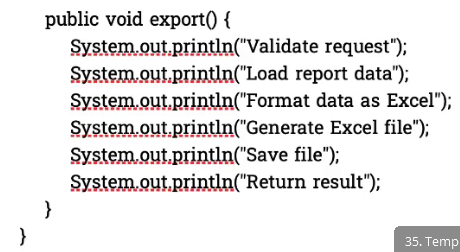 public void export() {
System.out.println("Validate request");
System.out.println("Load report data");
System.out.println("Format data as Excel");
System.out.println("Generate Excel file");
System.out.println("Save file");
System.out.println("Return result");
}
}
35. Temp